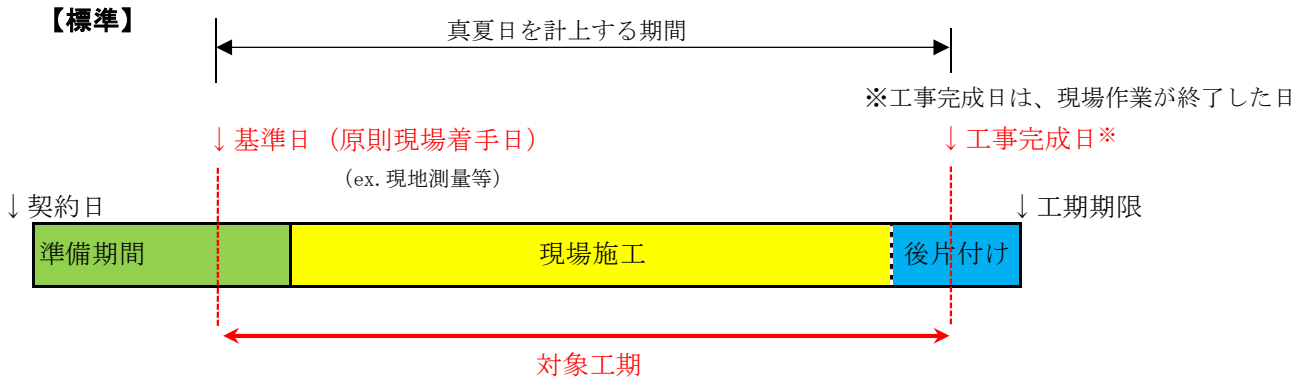 【標準】
真夏日を計上する期間
※工事完成日は、現場作業が終了した日
↓基準日（原則現場着手日）
↓工事完成日※
（ex.現地測量等）
↓契約日
↓工期期限
準備期間
現場施工
後片付け
対象工期